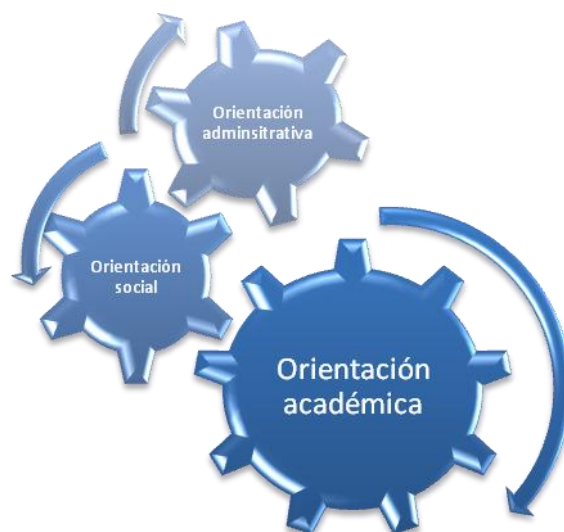 Orientación
adminsitrativa
Orientación
social
Orientación
académica